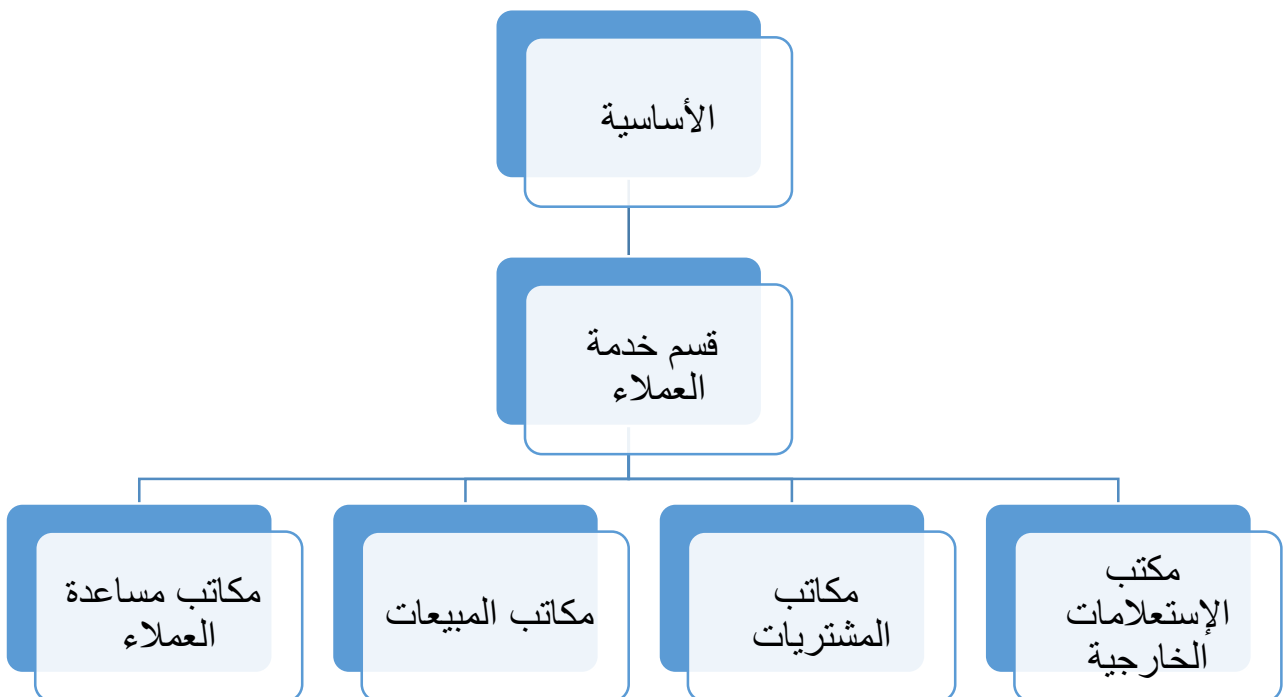 الأساسية
قسم خدمة
العملاء
مكتب
الإستعلامات
الخارجية
مكاتب
المشتريات
مكاتب المبيعات
مكاتب مساعدة
العملاء